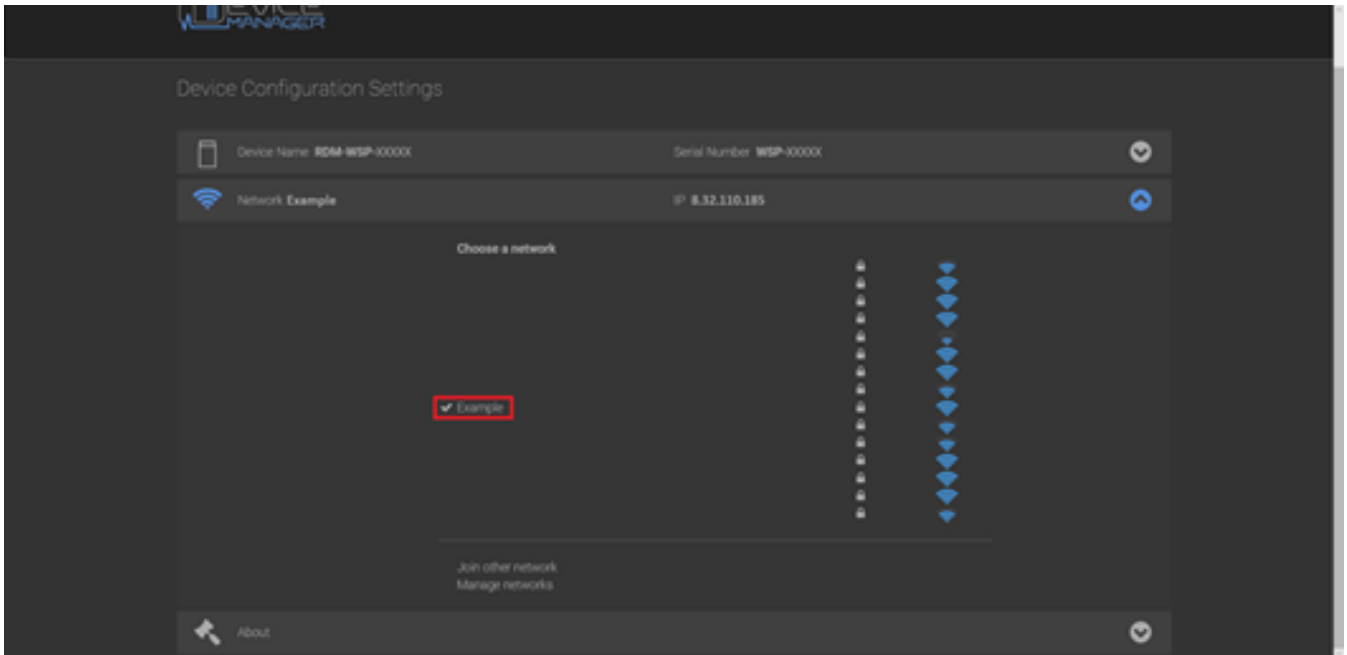 DEVICE
MANAGER
Device Configuration Settings
Device Name RDM-WSP-XXXXX Serial Number WSP-XXXXX
Network Example IP 8.32.110.185
Choose a network
Example
Join other network
Manage networks
About